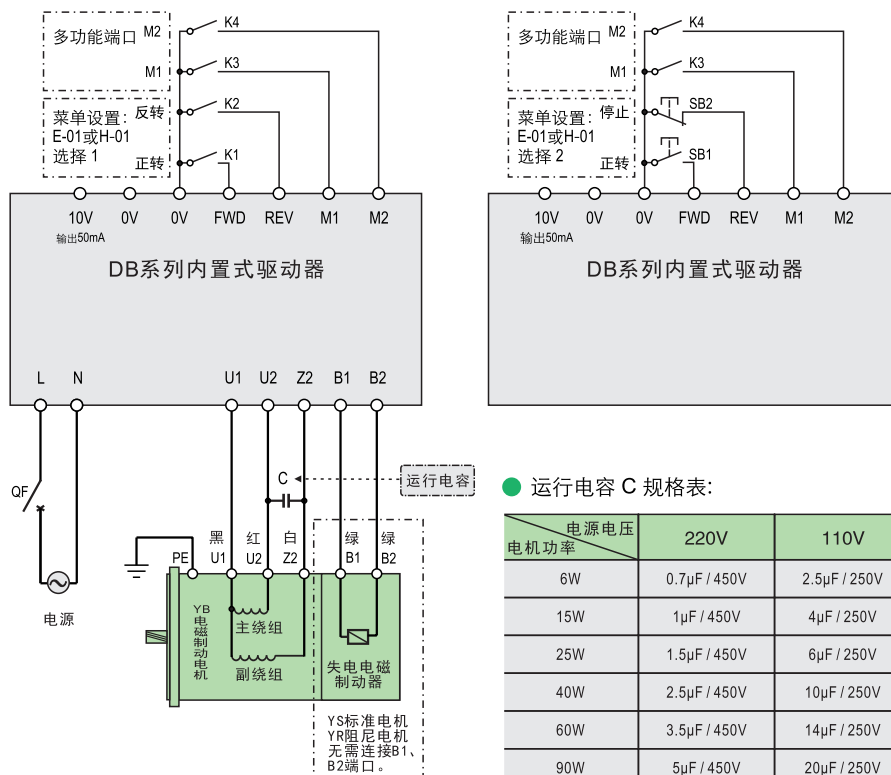 多功能端口 M2 K4
M1 K3
菜单设置: 反转 K2
E-01或H-01
选择 1 正转 K1
10V 0V 0V FWD REV M1 M2
输出50mA
DB系列内置式驱动器
L N U1 U2 Z2 B1 B2
QF
C 运行电容
黑 红 白 绿 绿
PE U1 U2 Z2 B1 B2
电源
YB电磁制动电机
主绕组
副绕组
失电电磁
制动器
YS标准电机
YR阻尼电机
无需连接B1、
B2端口。
多功能端口 M2 K4
M1 K3
菜单设置: 停止 SB2
E-01或H-01
选择 2 正转 SB1
10V 0V 0V FWD REV M1 M2
输出50mA
DB系列内置式驱动器
运行电容 C 规格表:
电源电压 220V 110V
电机功率
6W 0.7μF / 450V 2.5μF / 250V
15W 1μF / 450V 4μF / 250V
25W 1.5μF / 450V 6μF / 250V
40W 2.5μF / 450V 10μF / 250V
60W 3.5μF / 450V 14μF / 250V
90W 5μF / 450V 20μF / 250V